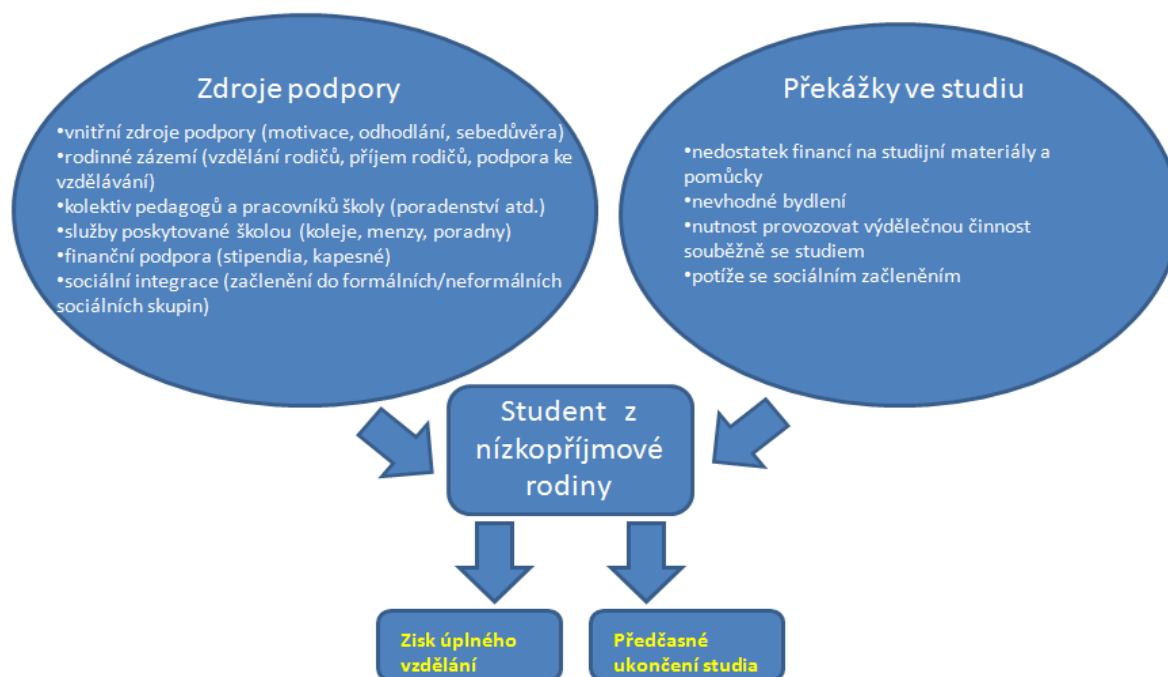 Zdroje podpory
•vnitřní zdroje podpory (motivace, odhodlání, sebedůvěra)
•rodinné zázemí (vzdělání rodičů, příjem rodičů, podpora ke
vzdělávání)
•kolektiv pedagogů a pracovníků školy (poradenství atd.)
•služby poskytované školou (koleje, menzy, poradny)
•finanční podpora (stipendia, kapesné)
•sociální integrace (začlenění do formálních/neformálních
sociálních skupin)
Překážky ve studiu
•nedostatek financí na studijní materiály a
pomůcky
•nevhodné bydlení
•nutnost provozovat výdělečnou činnost
souběžně se studiem
•potíže se sociálním začleněním
Student z
nízkopříjmové
rodiny
Zisk úplného
vzdělání
Předčasné
ukončení studia